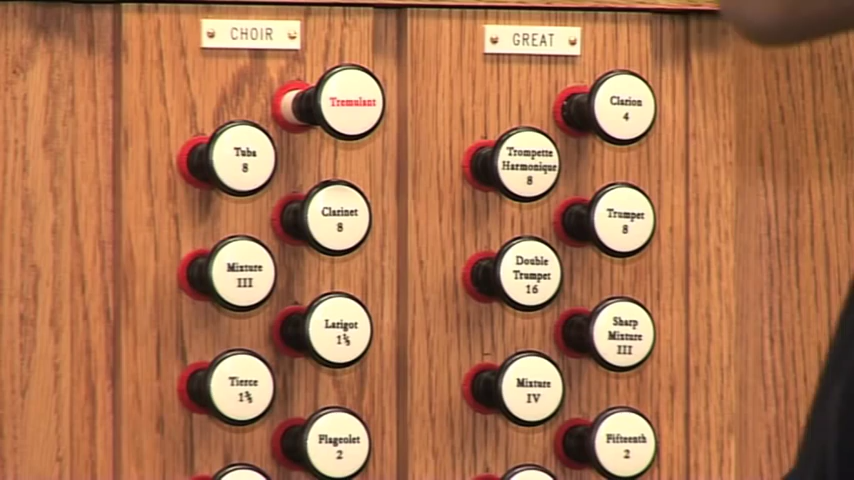 CHOIR
Tremulant
Tuba
8
Clarinet
8
Mixture
III
Larigot
1⅓
Tierce
1⅗
Flageolet
2
GREAT
Clarion
4
Trompette
Harmonique
8
Trumpet
8
Double
Trumpet
16
Sharp
Mixture
III
Mixture
IV
Fifteenth
2